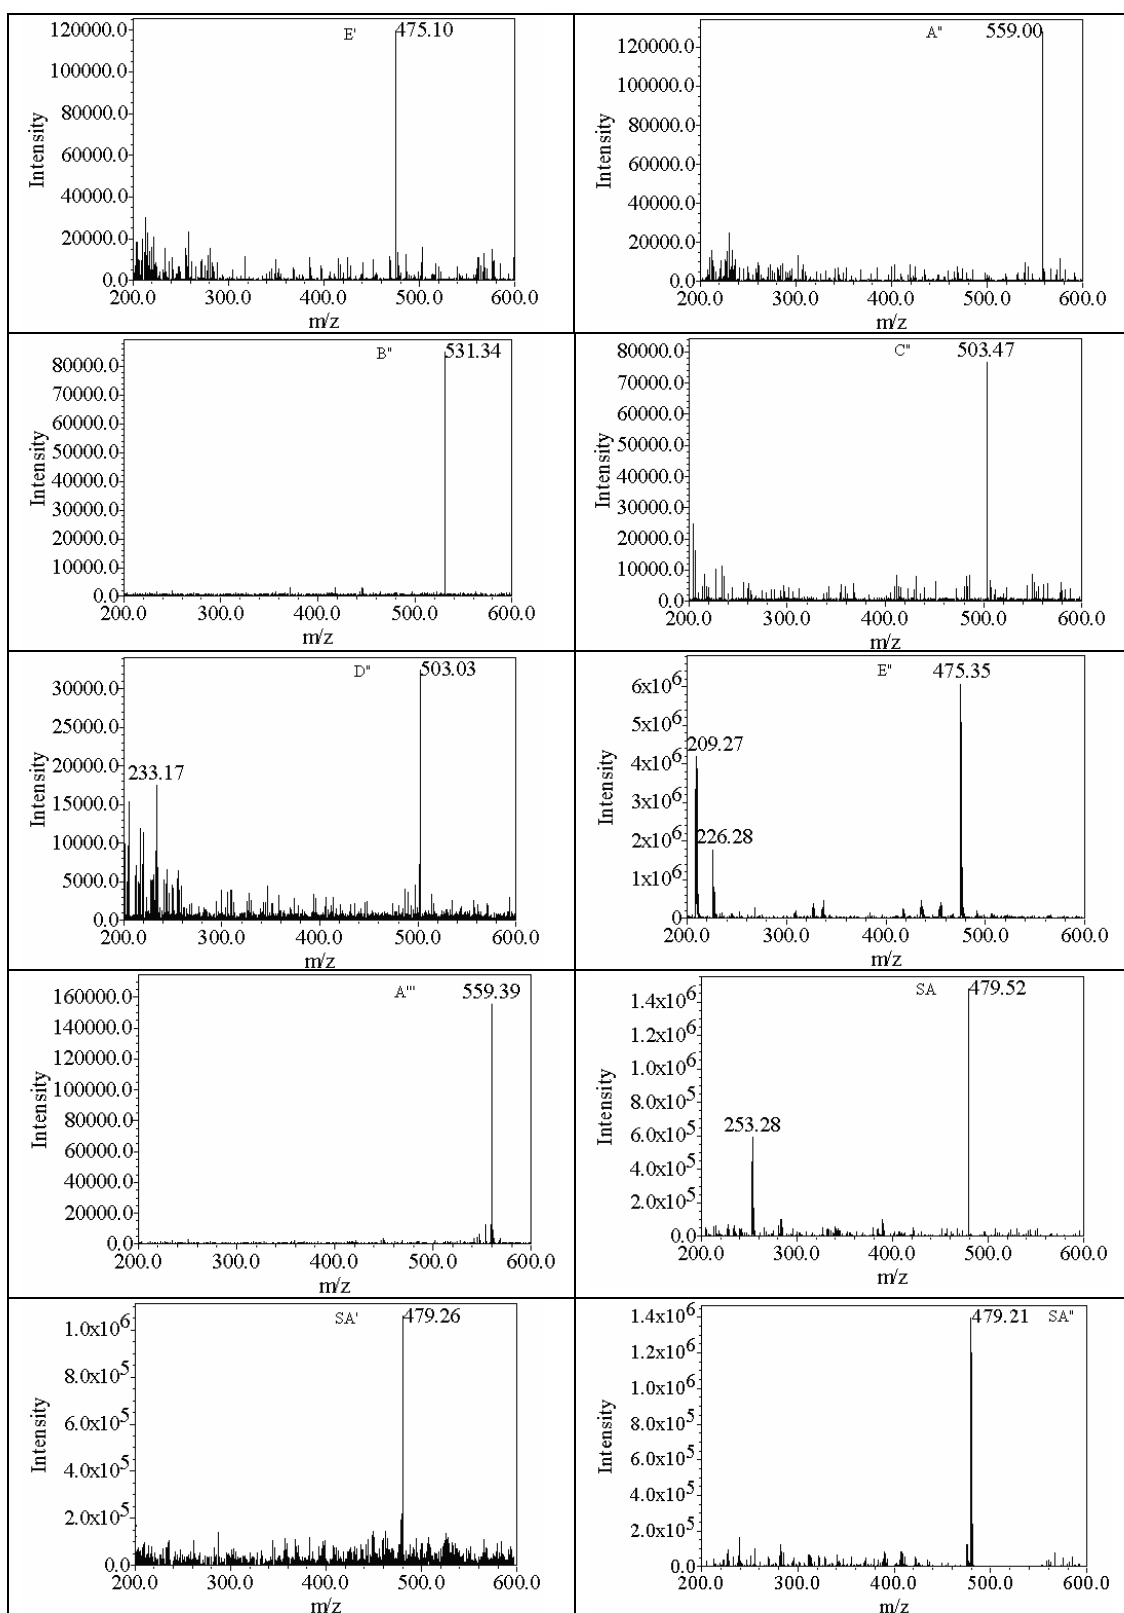 E' 475.10
120000.0
100000.0
80000.0
60000.0
40000.0
20000.0
0.0
Intensity
200.0 300.0 400.0 500.0 600.0
m/z
A'' 559.00
120000.0
100000.0
80000.0
60000.0
40000.0
20000.0
0.0
Intensity
200.0 300.0 400.0 500.0 600.0
m/z
B'' 531.34
80000.0
70000.0
60000.0
50000.0
40000.0
30000.0
20000.0
10000.0
0.0
Intensity
200.0 300.0 400.0 500.0 600.0
m/z
C'' 503.47
80000.0
70000.0
60000.0
50000.0
40000.0
30000.0
20000.0
10000.0
0.0
Intensity
200.0 300.0 400.0 500.0 600.0
m/z
D'' 503.03
30000.0
25000.0
20000.0
233.17
15000.0
10000.0
5000.0
0.0
Intensity
200.0 300.0 400.0 500.0 600.0
m/z
E'' 475.35
6x10⁶
5x10⁶
209.27
4x10⁶
3x10⁶
226.28
2x10⁶
1x10⁶
0.0
Intensity
200.0 300.0 400.0 500.0 600.0
m/z
A''' 559.39
160000.0
140000.0
120000.0
100000.0
80000.0
60000.0
40000.0
20000.0
0.0
Intensity
200.0 300.0 400.0 500.0 600.0
m/z
SA 479.52
1.4x10⁶
1.2x10⁶
1.0x10⁶
8.0x10⁵
253.28
6.0x10⁵
4.0x10⁵
2.0x10⁵
0.0
Intensity
200.0 300.0 400.0 500.0 600.0
m/z
SA' 479.26
1.0x10⁶
8.0x10⁵
6.0x10⁵
4.0x10⁵
2.0x10⁵
0.0
Intensity
200.0 300.0 400.0 500.0 600.0
m/z
479.21 SA''
1.4x10⁶
1.2x10⁶
1.0x10⁶
8.0x10⁵
6.0x10⁵
4.0x10⁵
2.0x10⁵
0.0
Intensity
200.0 300.0 400.0 500.0 600.0
m/z